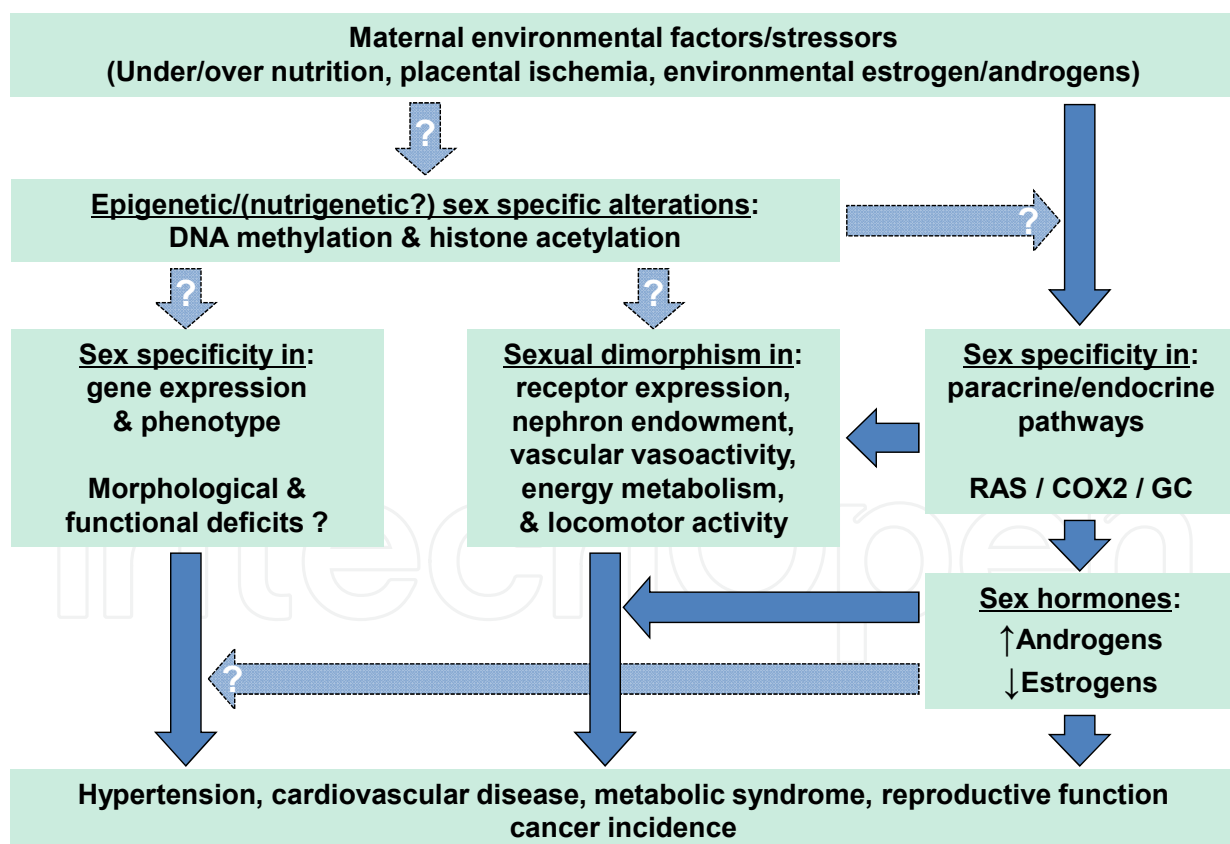 Maternal environmental factors/stressors
(Under/over nutrition, placental ischemia, environmental estrogen/androgens)
?
Epigenetic/(nutrigenetic?) sex specific alterations:
DNA methylation & histone acetylation
?
?
?
Sex specificity in:
gene expression
& phenotype
Morphological &
functional deficits ?
Sexual dimorphism in:
receptor expression,
nephron endowment,
vascular vasoactivity,
energy metabolism,
& locomotor activity
Sex specificity in:
paracrine/endocrine
pathways
RAS / COX2 / GC
IntechOpen
Sex hormones:
↑Androgens
↓Estrogens
?
Hypertension, cardiovascular disease, metabolic syndrome, reproductive function
cancer incidence